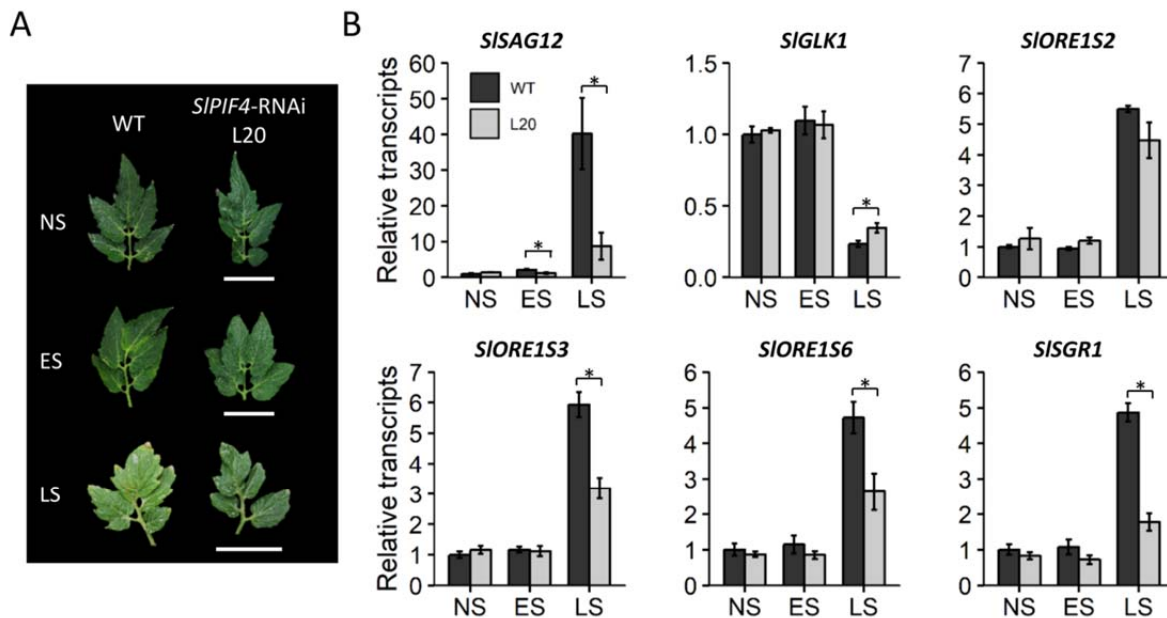 A
WT
SlPIF4-RNAi
L20
NS
ES
LS
B
SlSAG12
Relative transcripts
60
50
40
30
20
10
0
WT
L20
*
*
NS ES LS
SlGLK1
1.5
1.0
0.5
0.0
*
NS ES LS
SlORE1S2
7
6
5
4
3
2
1
0
NS ES LS
SlORE1S3
Relative transcripts
7
6
5
4
3
2
1
0
*
NS ES LS
SlORE1S6
6
5
4
3
2
1
0
*
NS ES LS
SlSGR1
6
5
4
3
2
1
0
*
NS ES LS